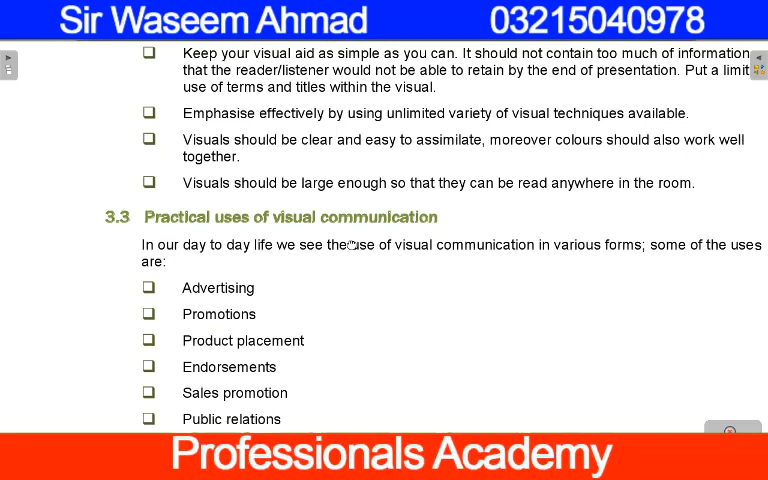 Sir Waseem Ahmad 03215040978
Keep your visual aid as simple as you can. It should not contain too much of information
that the reader/listener would not be able to retain by the end of presentation. Put a limit
use of terms and titles within the visual.
Emphasise effectively by using unlimited variety of visual techniques available.
Visuals should be clear and easy to assimilate, moreover colours should also work well
together.
Visuals should be large enough so that they can be read anywhere in the room.
3.3 Practical uses of visual communication
In our day to day life we see the use of visual communication in various forms; some of the uses
are:
Advertising
Promotions
Product placement
Endorsements
Sales promotion
Public relations
Professionals Academy